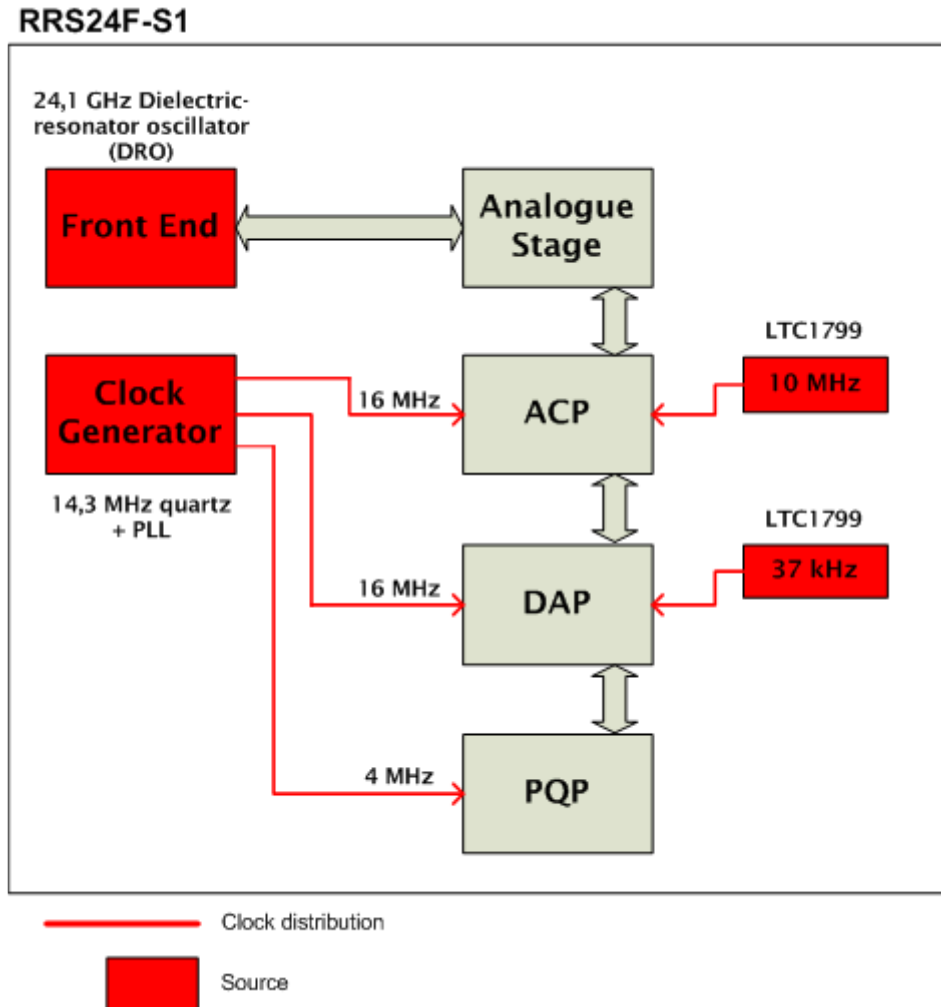 RRS24F-S1
24,1 GHz Dielectric-
resonator oscillator
(DRO)
Front End
Analogue
Stage
Clock
Generator
14,3 MHz quartz
+ PLL
16 MHz
ACP
LTC1799
10 MHz
16 MHz
DAP
LTC1799
37 kHz
4 MHz
PQP
Clock distribution
Source